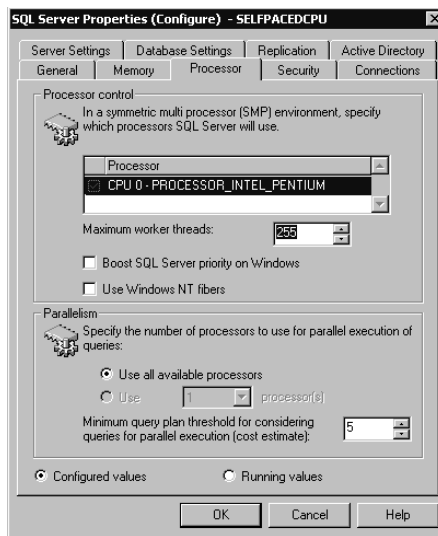 SQL Server Properties (Configure) - SELFPACEDCPU
Server Settings Database Settings Replication Active Directory
General Memory Processor Security Connections
Processor control
In a symmetric multi processor (SMP) environment, specify
which processors SQL Server will use.
Processor
CPU 0 - PROCESSOR_INTEL_PENTIUM
Maximum worker threads: 255
Boost SQL Server priority on Windows
Use Windows NT fibers
Parallelism
Specify the number of processors to use for parallel execution of
queries:
Use all available processors
Use 1 processor(s)
Minimum query plan threshold for considering
queries for parallel execution (cost estimate): 5
Configured values Running values
OK Cancel Help